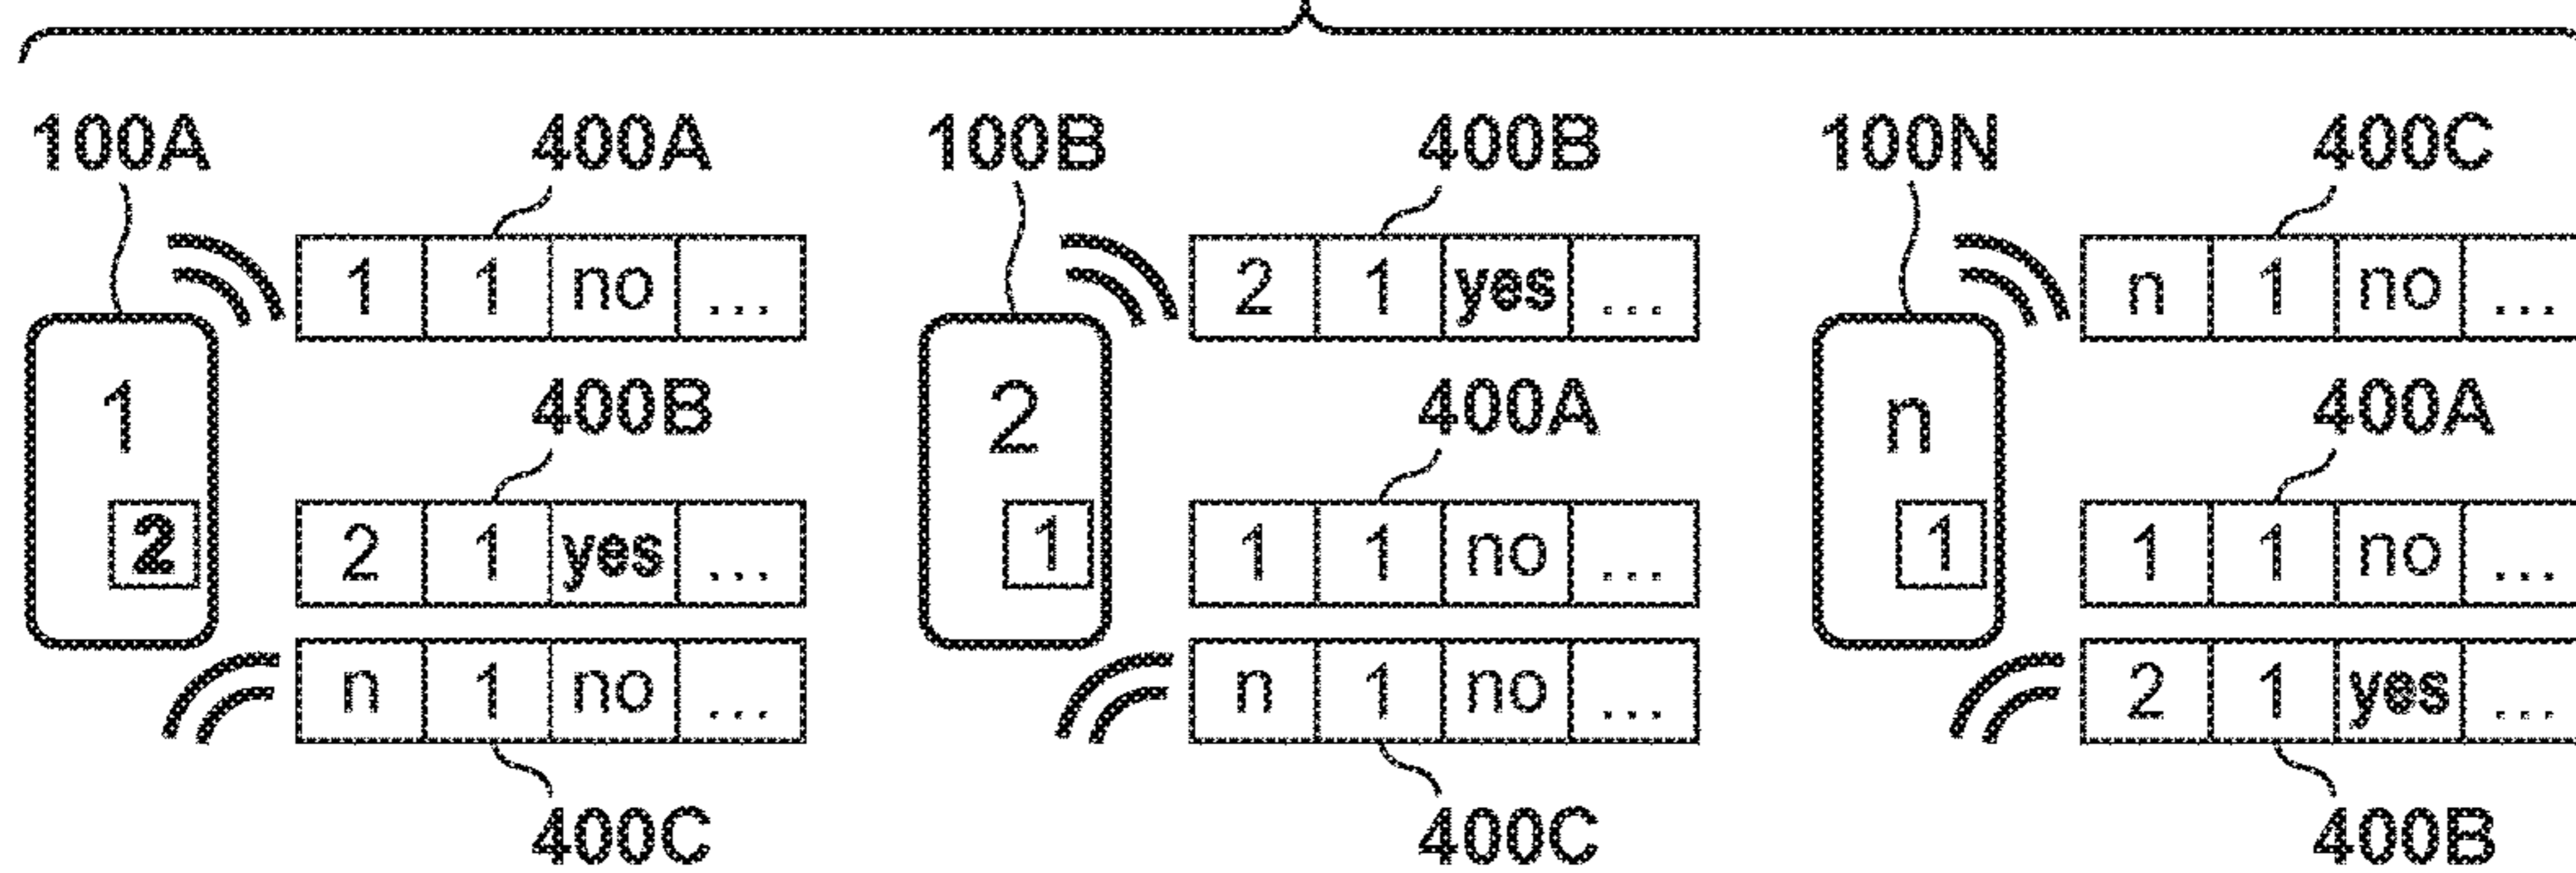 100A 400A 100B 400B 100N 400C
1 1 no ... 2 1 yes ... n 1 no ...
1 400B 2 400A n 400A
2 2 1 yes ... 1 1 1 no ... 1 1 1 no ...
n 1 no ... n 1 no ... 2 1 yes ...
400C 400C 400B